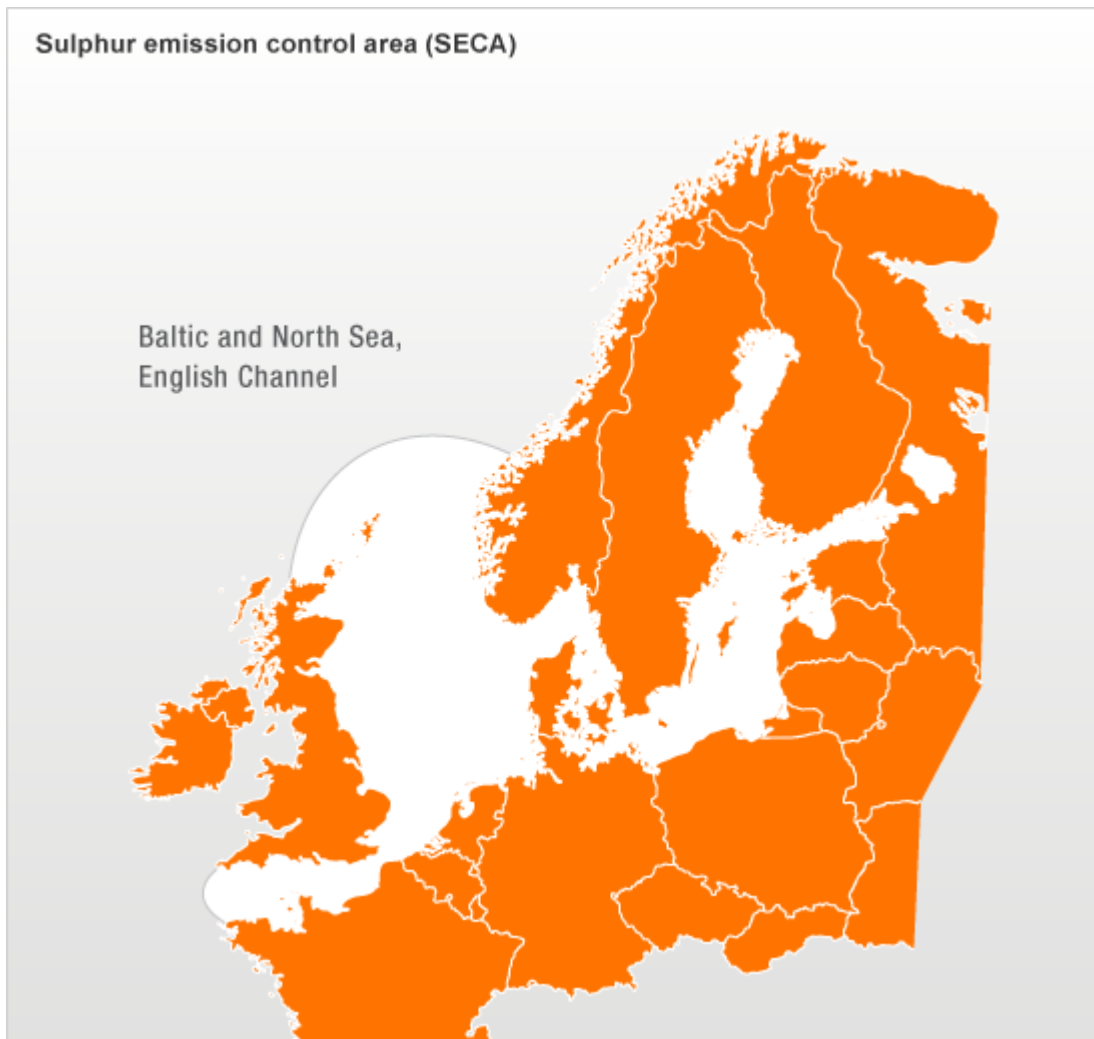 Sulphur emission control area (SECA)
Baltic and North Sea,
English Channel